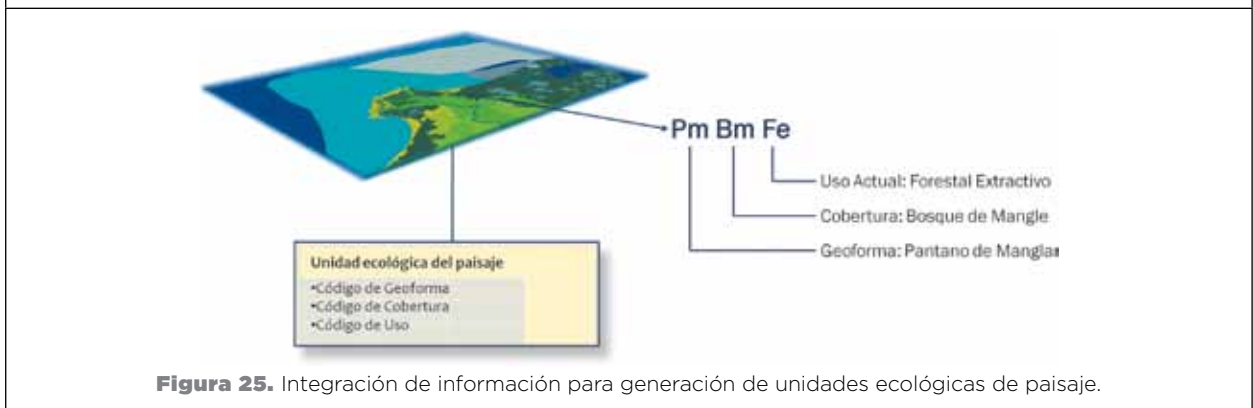 Pm Bm Fe
Uso Actual: Forestal Extractivo
Cobertura: Bosque de Mangle
Geoforma: Pantano de Manglar
Unidad ecológica del paisaje
•Código de Geoforma
•Código de Cobertura
•Código de Uso
Figura 25. Integración de información para generación de unidades ecológicas de paisaje.